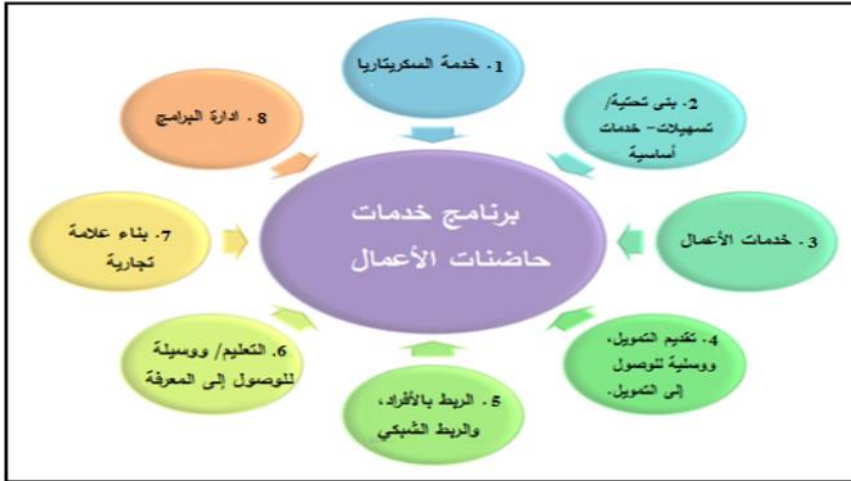 برنامج خدمات
حاضنات الأعمال
1. خدمة السكريتاريا
2. بنى تحتية/
تسهيلات- خدمات
أساسية
3. خدمات الأعمال
4. تقديم التمويل،
ووسلية للوصول
إلى التمويل.
5. الربط بالأفراد،
والربط الشبكي
6. التعليم/ ووسيلة
للوصول إلى المعرفة
7. بناء علامة
تجارية
8. ادارة البرامج